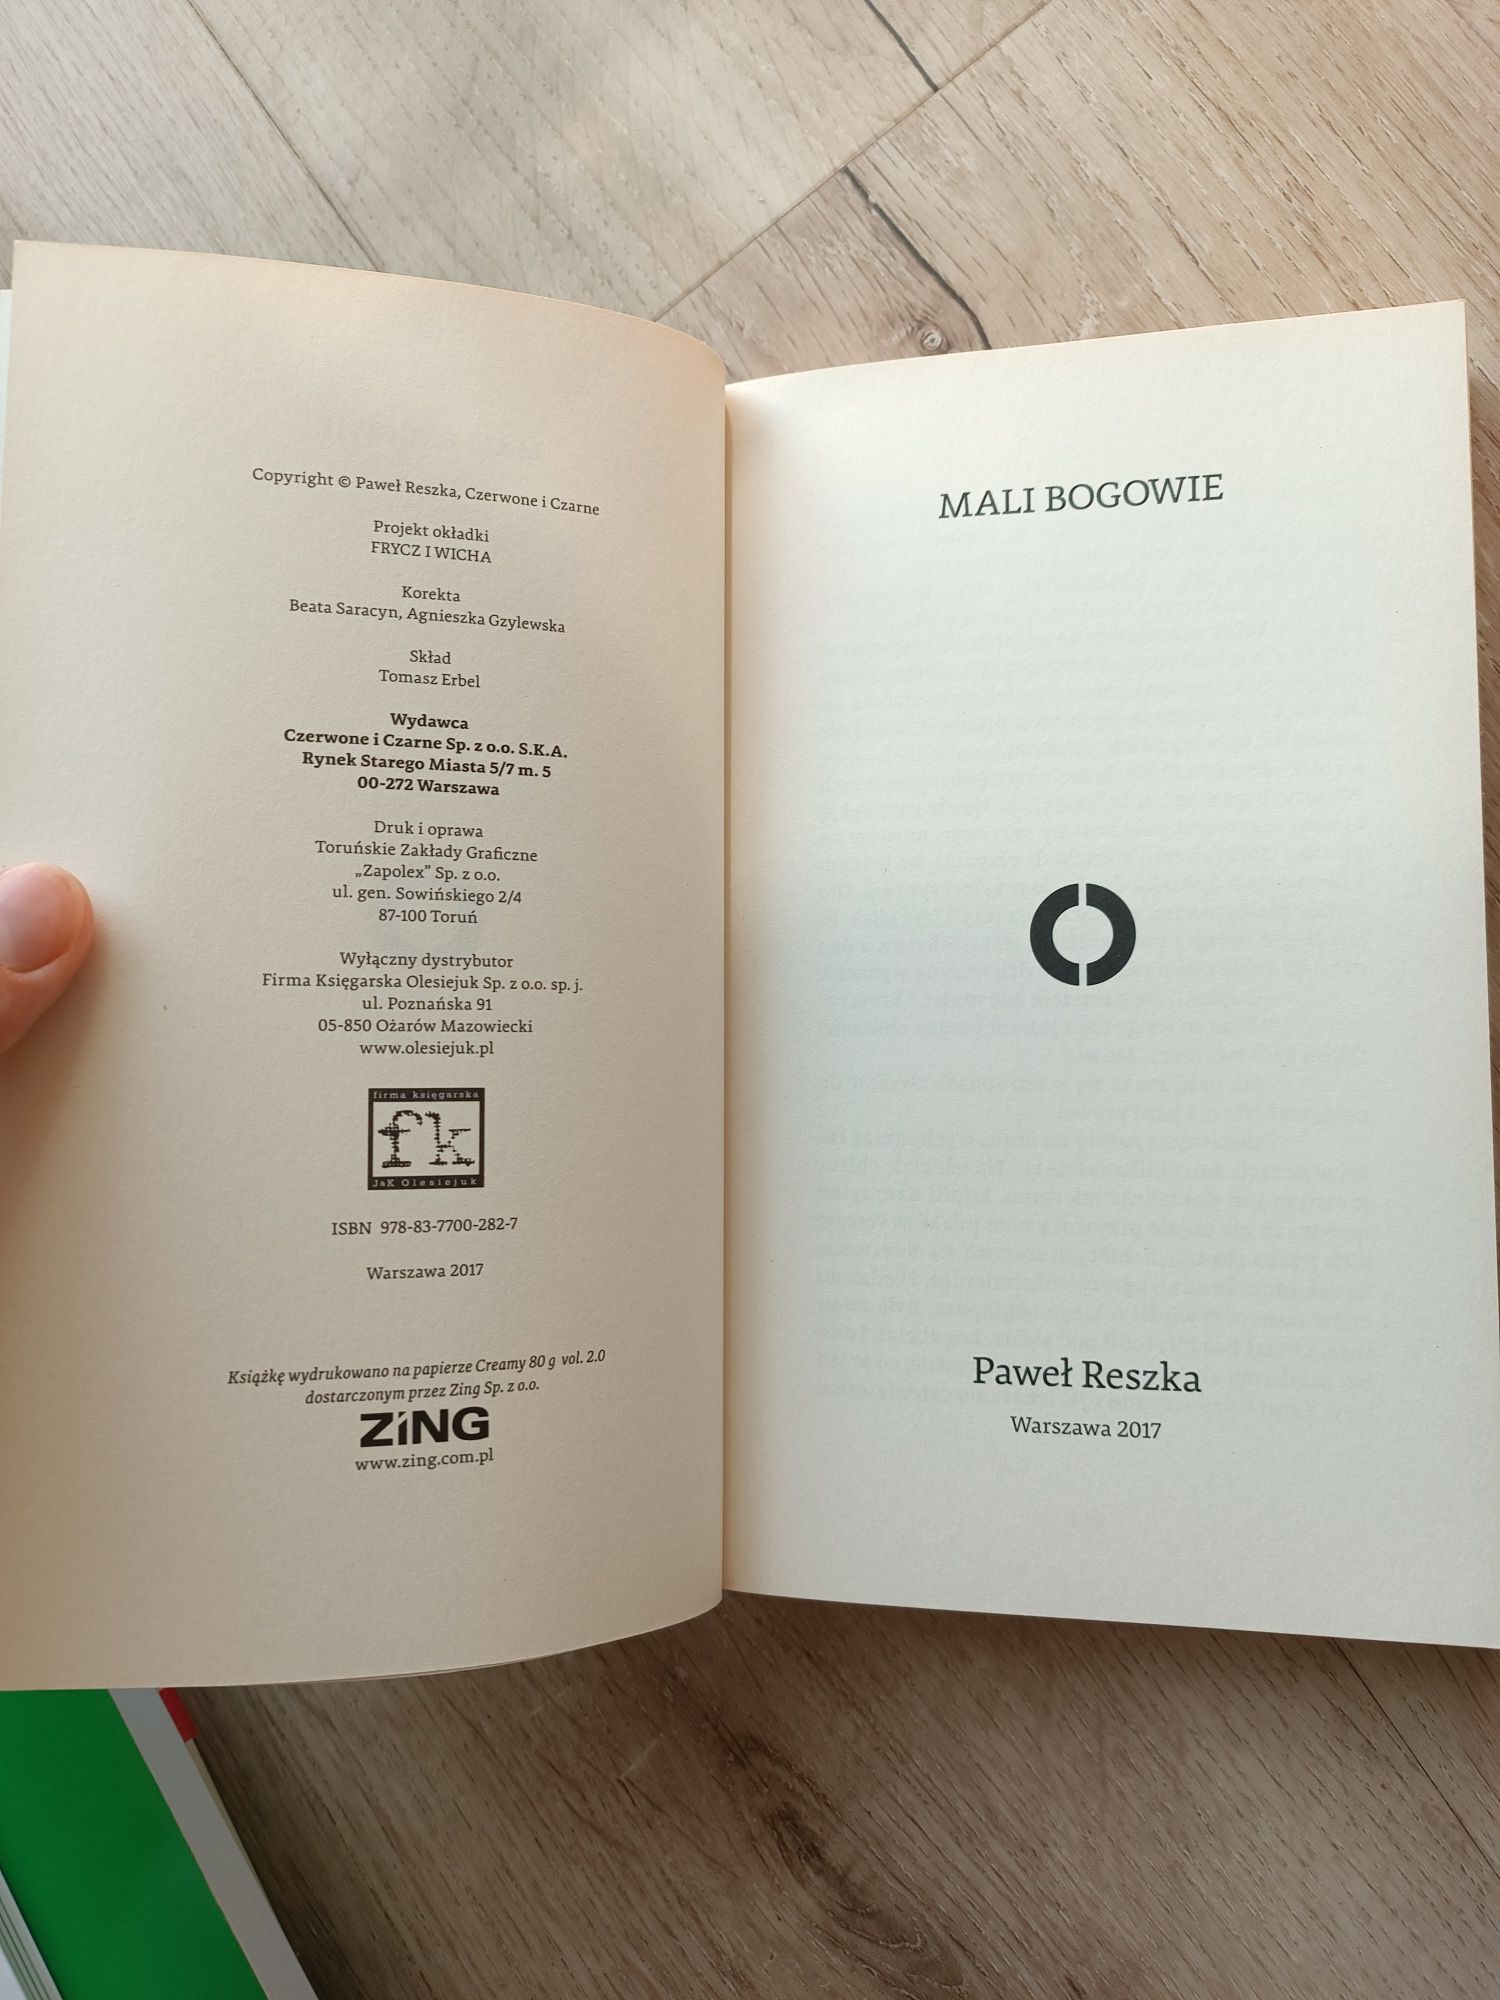 Copyright © Paweł Reszka, Czerwone i Czarne
Projekt okładki
FRYCZ I WICHA
Korekta
Beata Saracyn, Agnieszka Gzylewska
Skład
Tomasz Erbel
Wydawca
Czerwone i Czarne Sp. z o.o. S.K.A.
Rynek Starego Miasta 5/7 m. 5
00-272 Warszawa
Druk i oprawa
Toruńskie Zakłady Graficzne
„Zapolex” Sp. z o.o.
ul. gen. Sowińskiego 2/4
87-100 Toruń
Wyłączny dystrybutor
Firma Księgarska Olesiejuk Sp. z o.o. sp. j.
ul. Poznańska 91
05-850 Ożarów Mazowiecki
www.olesiejuk.pl
firma księgarska
fk
J&K Olesiejuk
ISBN 978-83-7700-282-7
Warszawa 2017
Książkę wydrukowano na papierze Creamy 80 g vol. 2.0
dostarczonym przez Zing Sp. z o.o.
ZiNG
www.zing.com.pl
MALI BOGOWIE
Paweł Reszka
Warszawa 2017